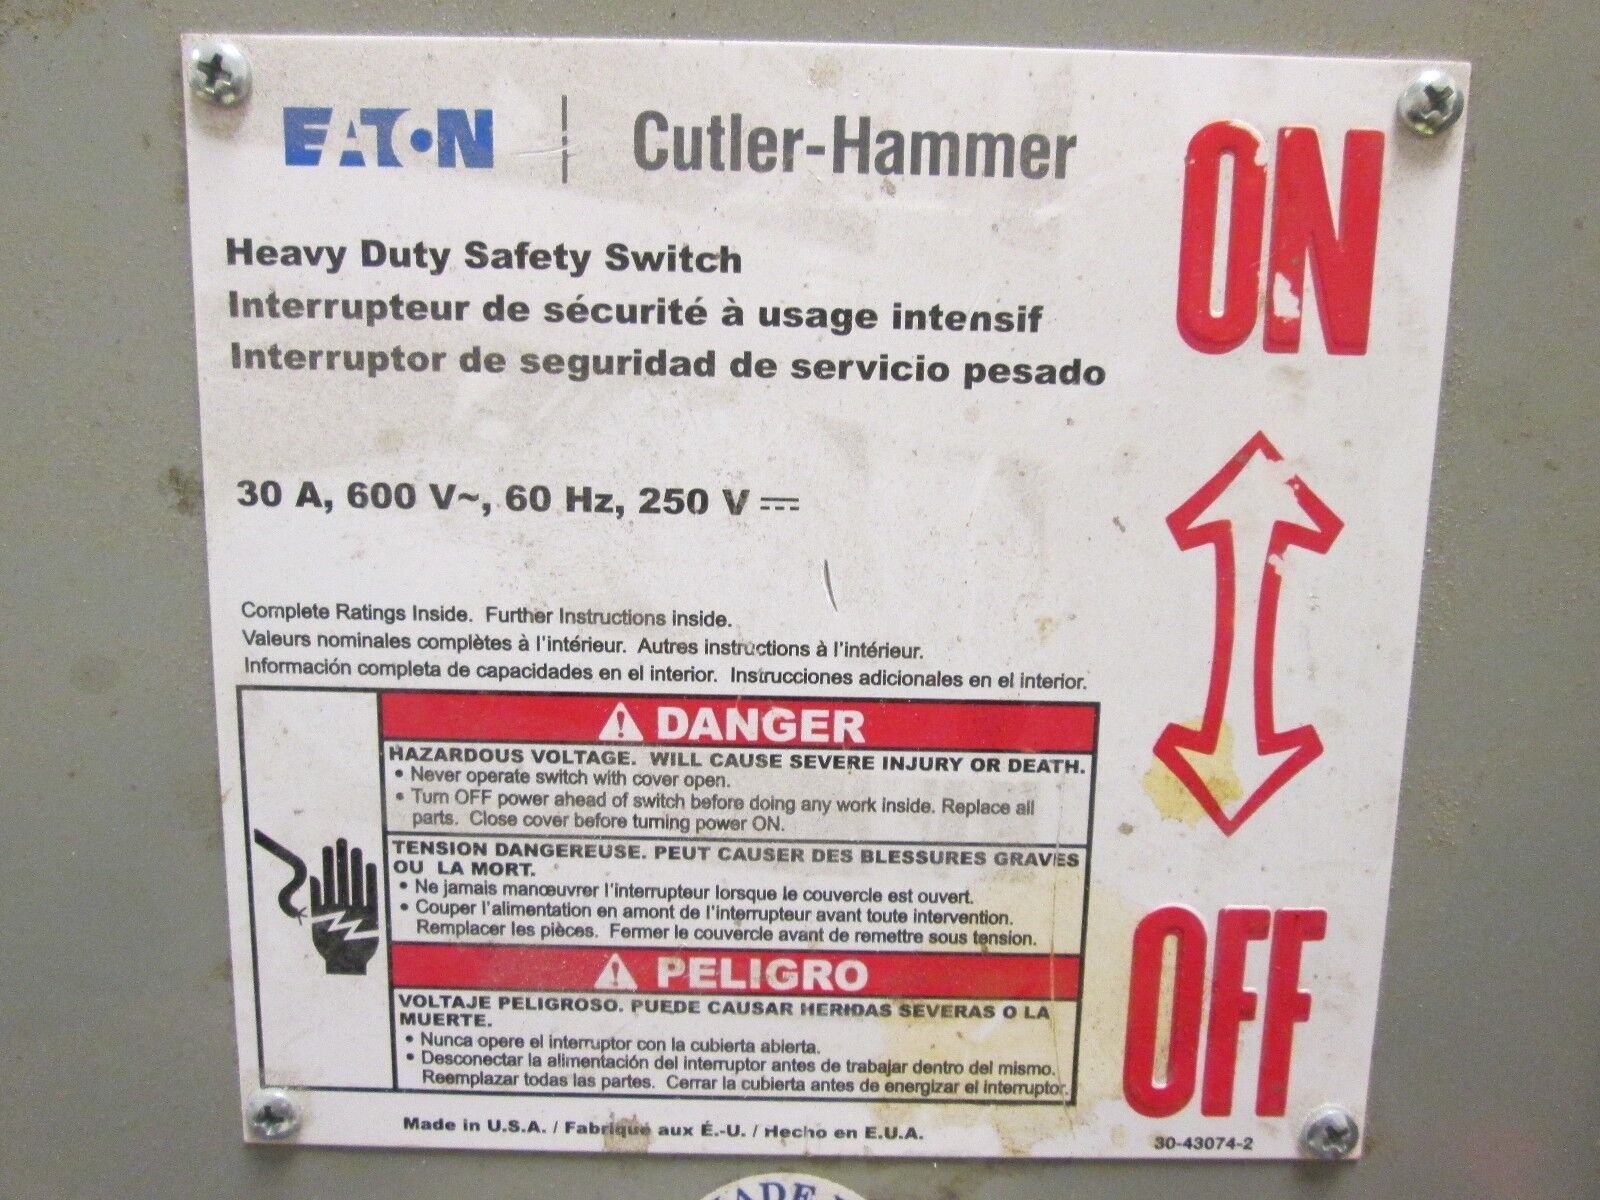 EATON | Cutler-Hammer
ON
Heavy Duty Safety Switch
Interrupteur de sécurité à usage intensif
Interruptor de seguridad de servicio pesado
30 A, 600 V~, 60 Hz, 250 V ⎓
Complete Ratings Inside. Further Instructions inside.
Valeurs nominales complètes à l'intérieur. Autres instructions à l'intérieur.
Información completa de capacidades en el interior. Instrucciones adicionales en el interior.
⚠ DANGER
HAZARDOUS VOLTAGE. WILL CAUSE SEVERE INJURY OR DEATH.
• Never operate switch with cover open.
• Turn OFF power ahead of switch before doing any work inside. Replace all
parts. Close cover before turning power ON.
TENSION DANGEREUSE. PEUT CAUSER DES BLESSURES GRAVES
OU LA MORT.
• Ne jamais manœuvrer l'interrupteur lorsque le couvercle est ouvert.
• Couper l'alimentation en amont de l'interrupteur avant toute intervention.
Remplacer les pièces. Fermer le couvercle avant de remettre sous tension.
⚠ PELIGRO
VOLTAJE PELIGROSO. PUEDE CAUSAR HERIDAS SEVERAS O LA
MUERTE.
• Nunca opere el interruptor con la cubierta abierta.
• Desconectar la alimentación del interruptor antes de trabajar dentro del mismo.
Reemplazar todas las partes. Cerrar la cubierta antes de energizar el interruptor.
OFF
Made in U.S.A. / Fabriqué aux É.-U. / Hecho en E.U.A.
30-43074-2